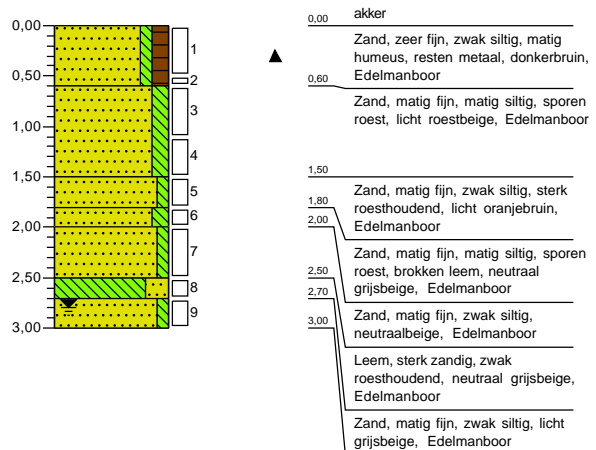 0,00
0,50
1,00
1,50
2,00
2,50
3,00
1
2
3
4
5
6
7
8
9
0,00
akker
Zand, zeer fijn, zwak siltig, matig
humeus, resten metaal, donkerbruin,
Edelmanboor
0,60
Zand, matig fijn, matig siltig, sporen
roest, licht roestbeige, Edelmanboor
1,50
Zand, matig fijn, zwak siltig, sterk
roesthoudend, licht oranjebruin,
Edelmanboor
1,80
Zand, matig fijn, matig siltig, sporen
roest, brokken leem, neutraal
grijsbeige, Edelmanboor
2,00
Zand, matig fijn, zwak siltig,
neutraalbeige, Edelmanboor
2,50
Leem, sterk zandig, zwak
roesthoudend, neutraal grijsbeige,
Edelmanboor
2,70
Zand, matig fijn, zwak siltig, licht
grijsbeige, Edelmanboor
3,00